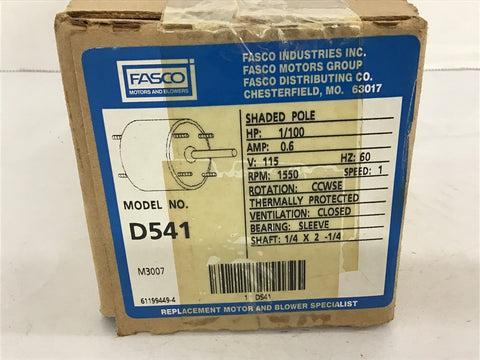 FASCO
MOTORS AND BLOWERS
FASCO INDUSTRIES INC.
FASCO MOTORS GROUP
FASCO DISTRIBUTING CO.
CHESTERFIELD, MO. 63017
SHADED POLE
HP: 1/100
AMP: 0.6
V: 115 HZ: 60
RPM: 1550 SPEED: 1
ROTATION: CCWSE
THERMALLY PROTECTED
VENTILATION: CLOSED
BEARING: SLEEVE
SHAFT: 1/4 X 2 -1/4
MODEL NO.
D541
M3007
61199449-4
1 D541
REPLACEMENT MOTOR AND BLOWER SPECIALIST